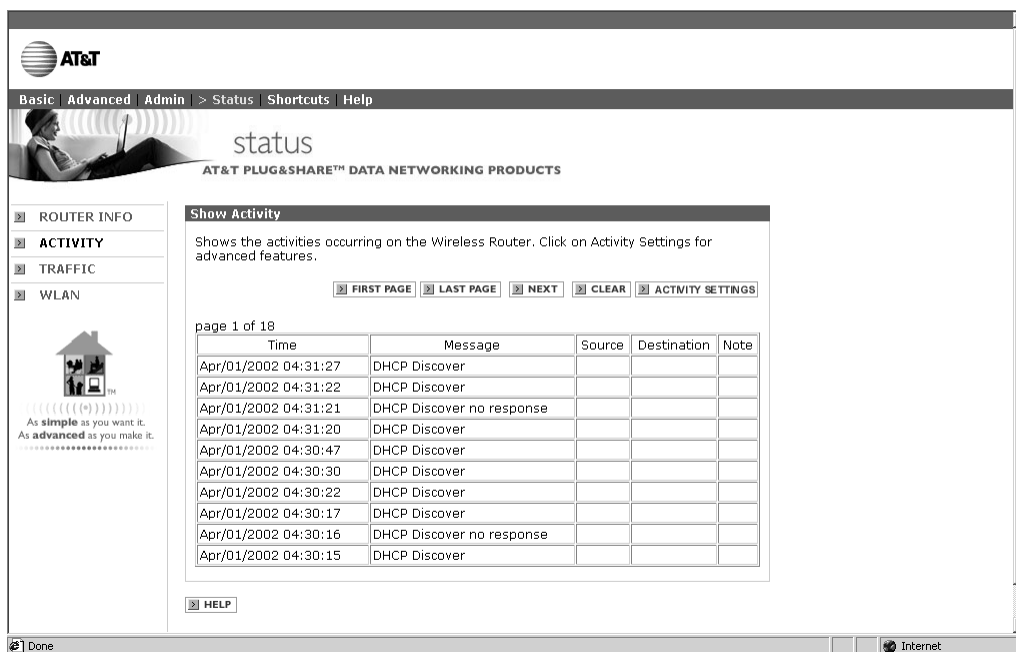 AT&T
Basic | Advanced | Admin | > Status | Shortcuts | Help
status
AT&T PLUG&SHARE™ DATA NETWORKING PRODUCTS
ROUTER INFO
ACTIVITY
TRAFFIC
WLAN
TM
As simple as you want it.
As advanced as you make it.
Show Activity
Shows the activities occurring on the Wireless Router. Click on Activity Settings for
advanced features.
FIRST PAGE LAST PAGE NEXT CLEAR ACTIVITY SETTINGS
page 1 of 18
Time Message Source Destination Note
Apr/01/2002 04:31:27 DHCP Discover
Apr/01/2002 04:31:22 DHCP Discover
Apr/01/2002 04:31:21 DHCP Discover no response
Apr/01/2002 04:31:20 DHCP Discover
Apr/01/2002 04:30:47 DHCP Discover
Apr/01/2002 04:30:30 DHCP Discover
Apr/01/2002 04:30:22 DHCP Discover
Apr/01/2002 04:30:17 DHCP Discover
Apr/01/2002 04:30:16 DHCP Discover no response
Apr/01/2002 04:30:15 DHCP Discover
HELP
Done
Internet